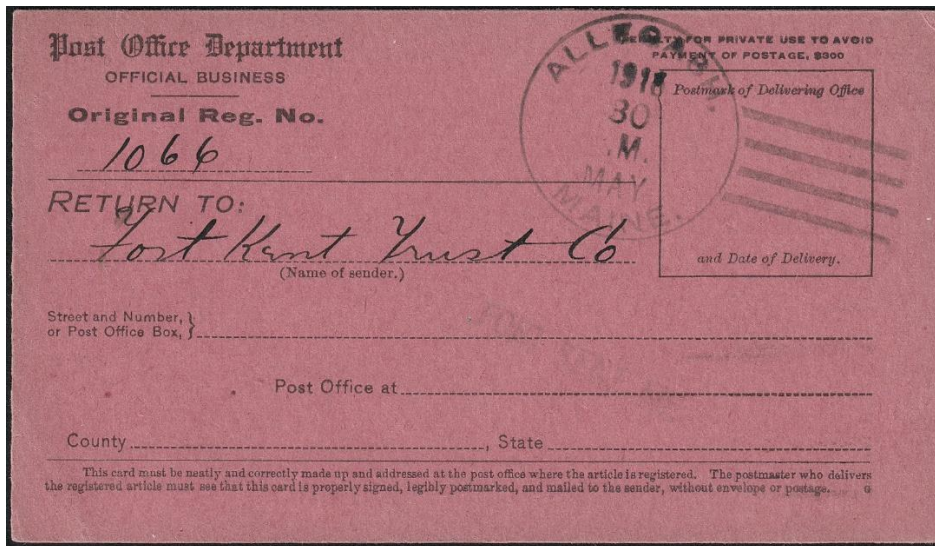 Post Office Department
OFFICIAL BUSINESS
PENALTY FOR PRIVATE USE TO AVOID
PAYMENT OF POSTAGE, $300
Original Reg. No.
1066
ALLEGASH.
1918
30
.M.
MAY
MAINE.
Postmark of Delivering Office
and Date of Delivery.
RETURN TO:
Fort Kent Trust Co
(Name of sender.)
Street and Number,
or Post Office Box, }
Post Office at
County , State
This card must be neatly and correctly made up and addressed at the post office where the article is registered. The postmaster who delivers
the registered article must see that this card is properly signed, legibly postmarked, and mailed to the sender, without envelope or postage.